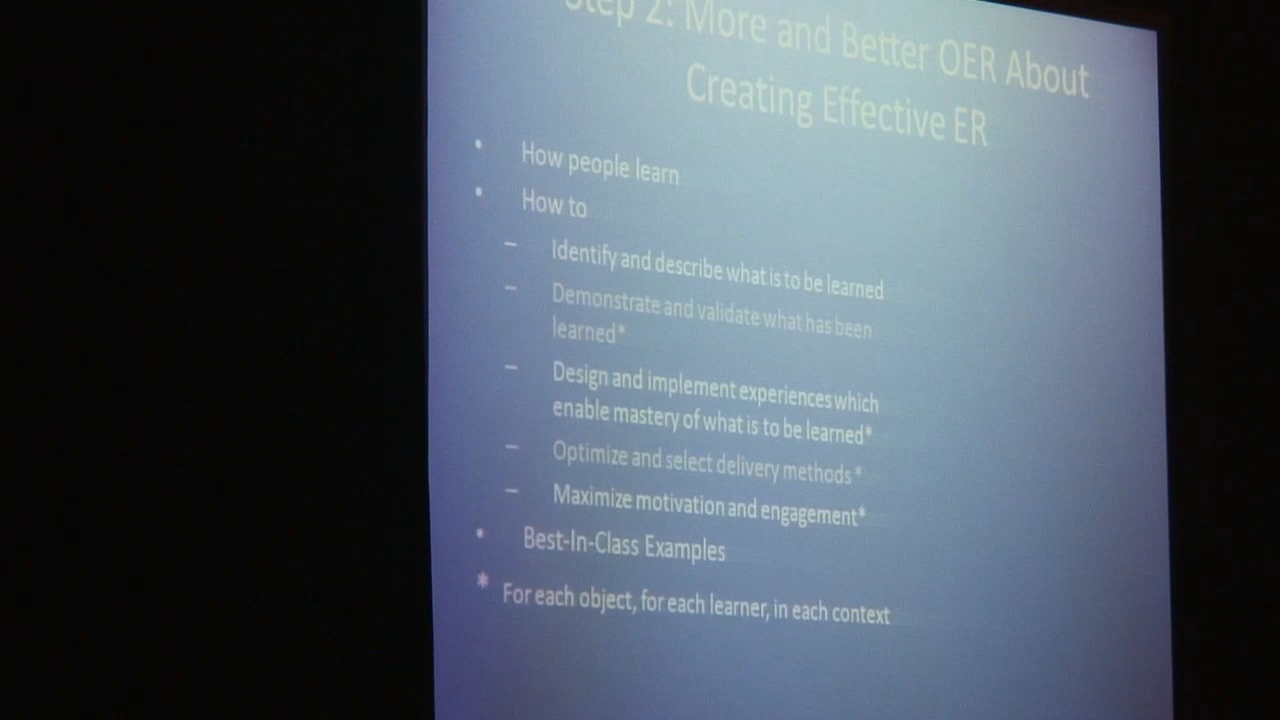 Step 2: More and Better OER About
Creating Effective ER
• How people learn
• How to
– Identify and describe what is to be learned
– Demonstrate and validate what has been
learned*
– Design and implement experiences which
enable mastery of what is to be learned*
– Optimize and select delivery methods*
– Maximize motivation and engagement*
• Best-In-Class Examples
* For each object, for each learner, in each context